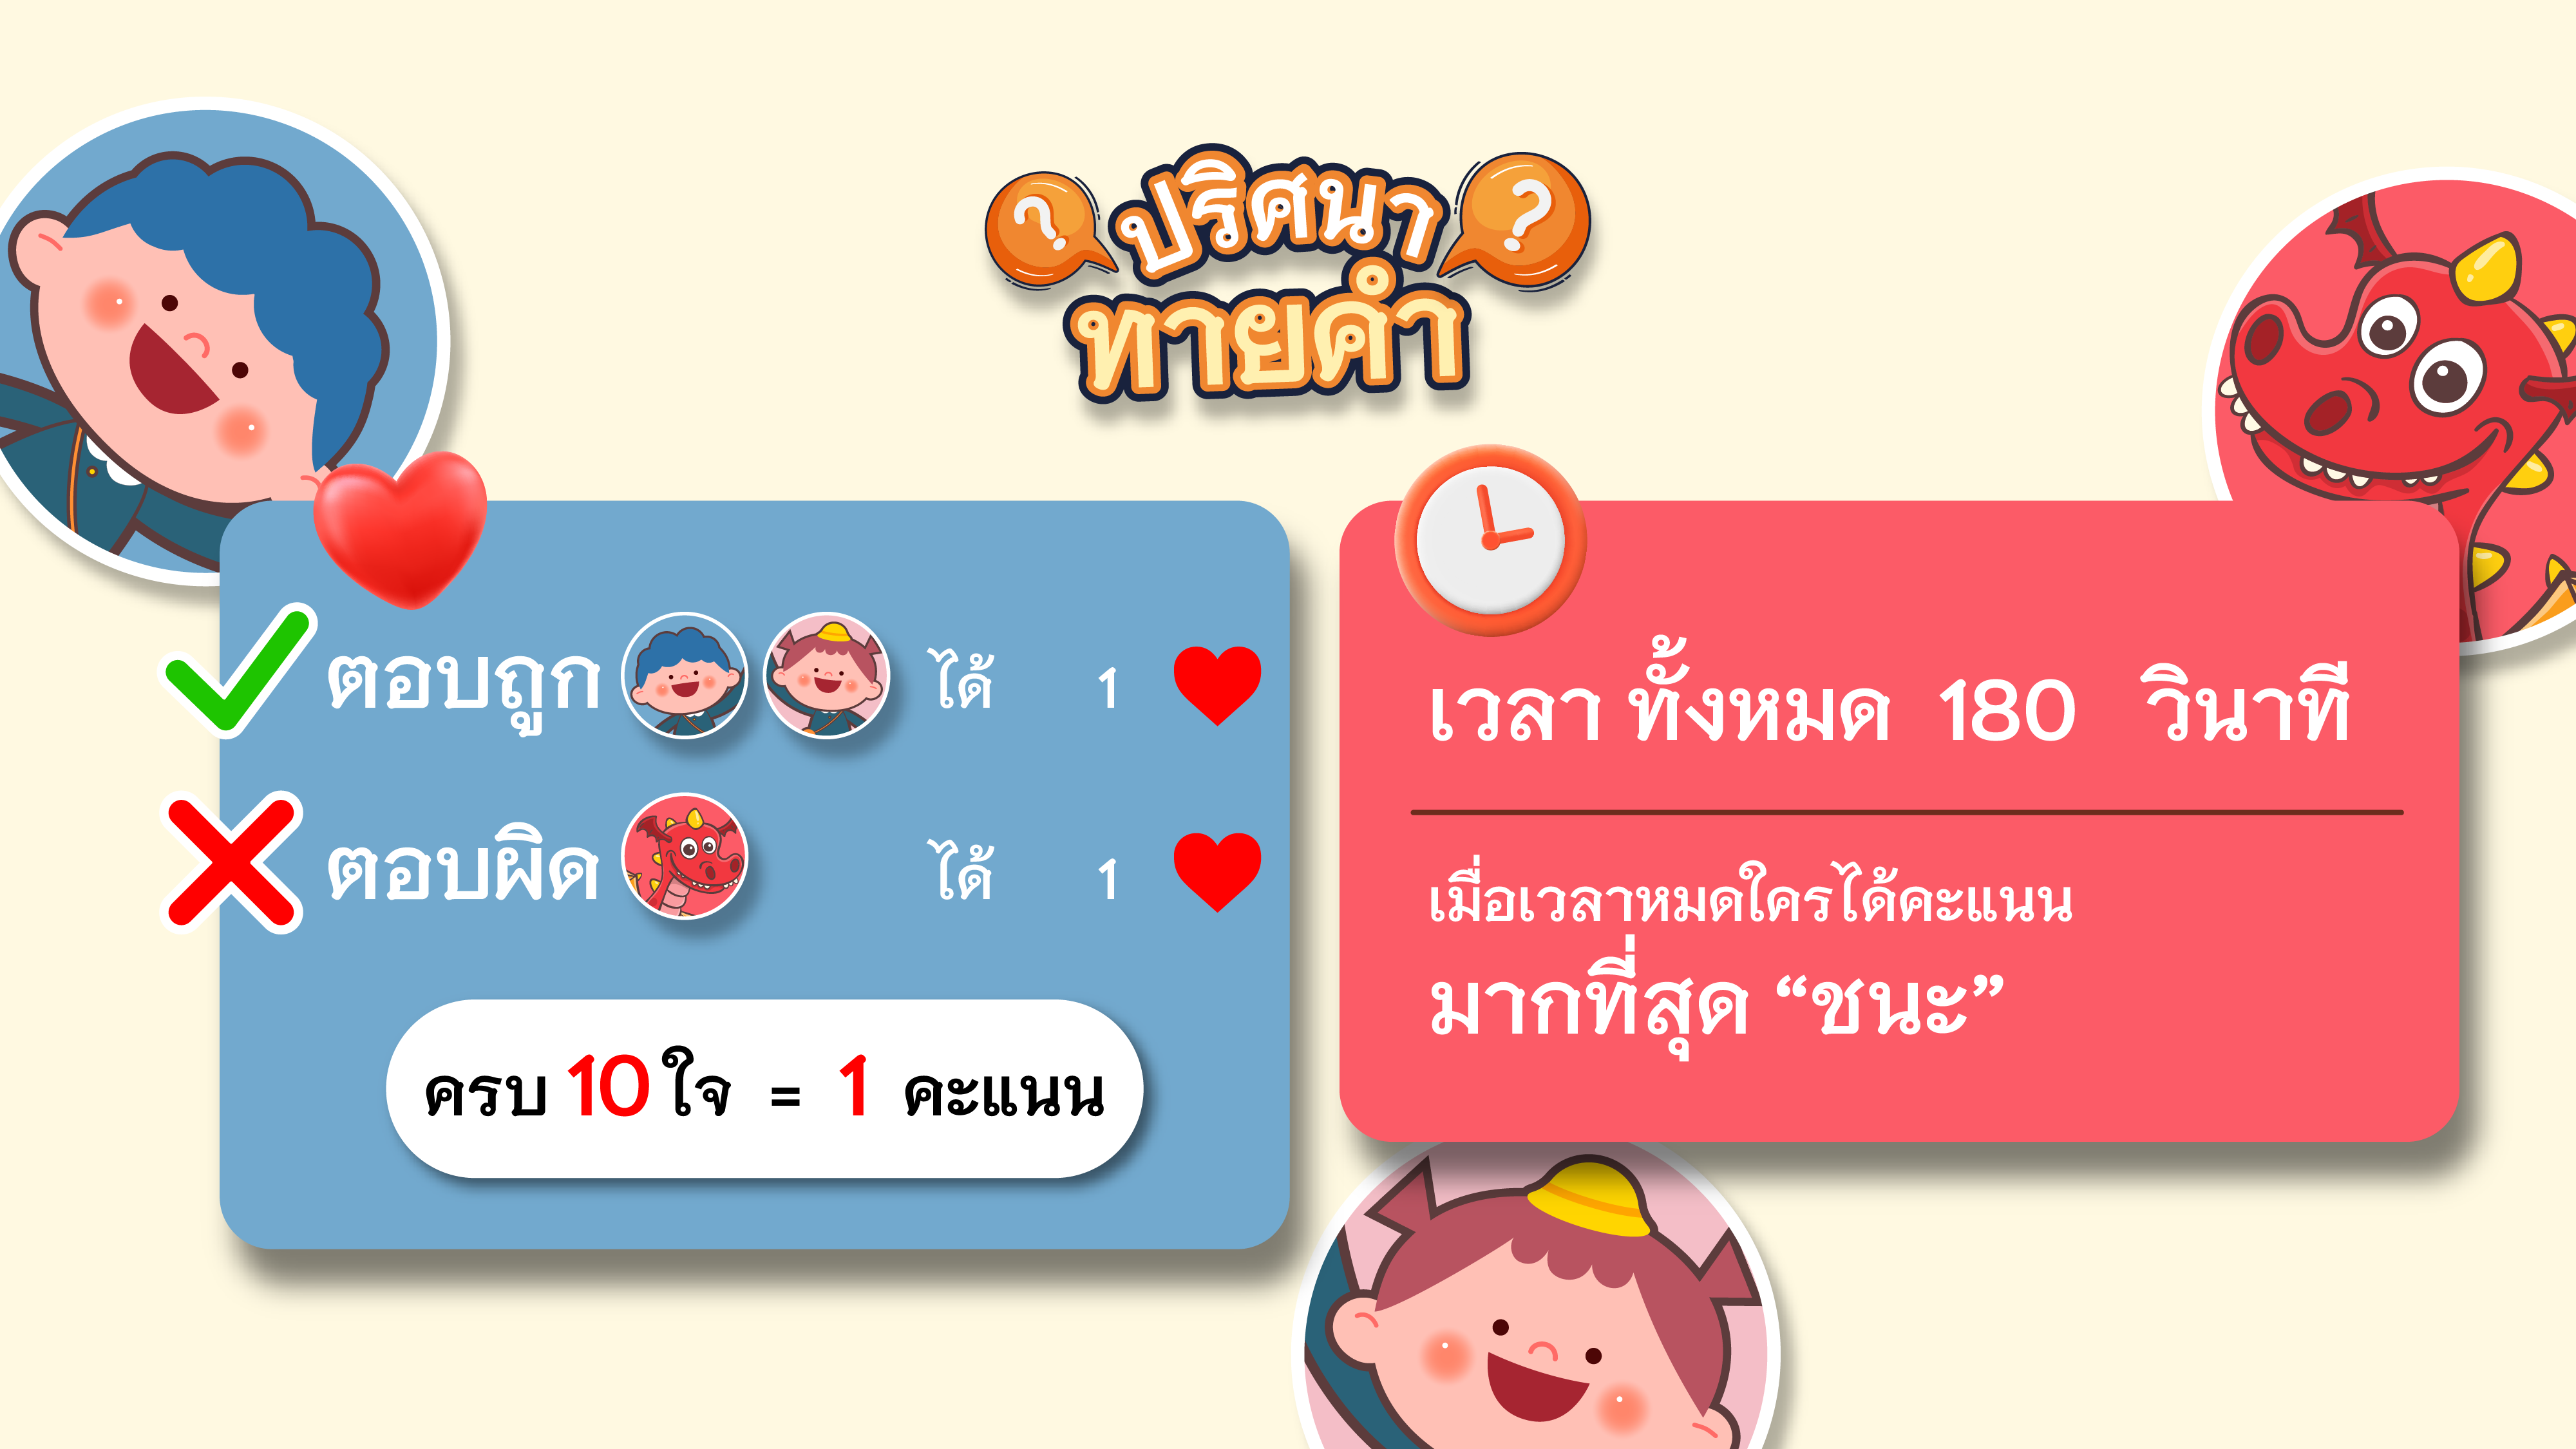 ? ปริศนา ?
ทายคำ
ตอบถูก ได้ 1
ตอบผิด ได้ 1
ครบ 10 ใจ = 1 คะแนน
เวลา ทั้งหมด 180 วินาที
เมื่อเวลาหมดใครได้คะแนน
มากที่สุด “ชนะ”